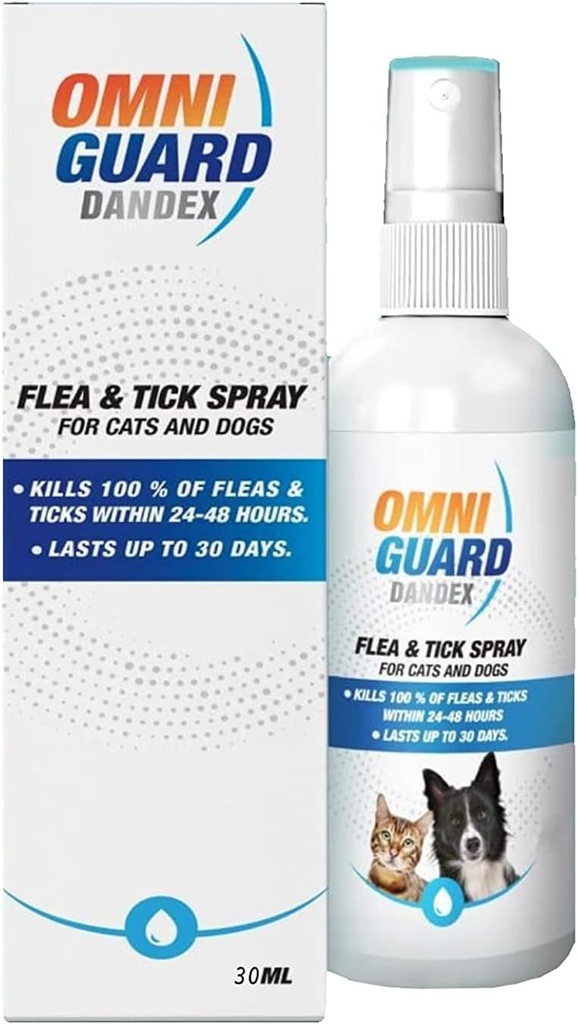 OMNI
GUARD
DANDEX
FLEA & TICK SPRAY
FOR CATS AND DOGS
• KILLS 100 % OF FLEAS &
TICKS WITHIN 24-48 HOURS.
• LASTS UP TO 30 DAYS.
30ML
OMNI
GUARD
DANDEX
FLEA & TICK SPRAY
FOR CATS AND DOGS
• KILLS 100 % OF FLEAS & TICKS
WITHIN 24-48 HOURS
• LASTS UP TO 30 DAYS.